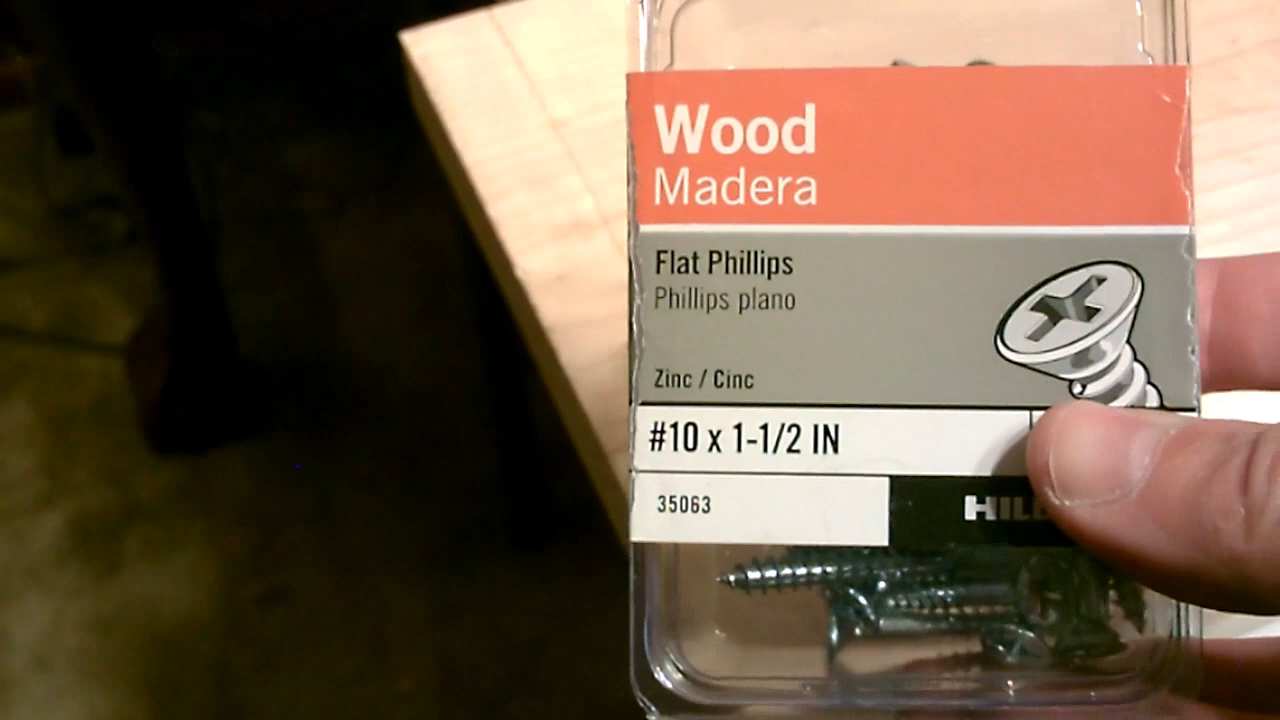 Wood
Madera
Flat Phillips
Phillips plano
Zinc / Cinc
#10 x 1-1/2 IN
35063